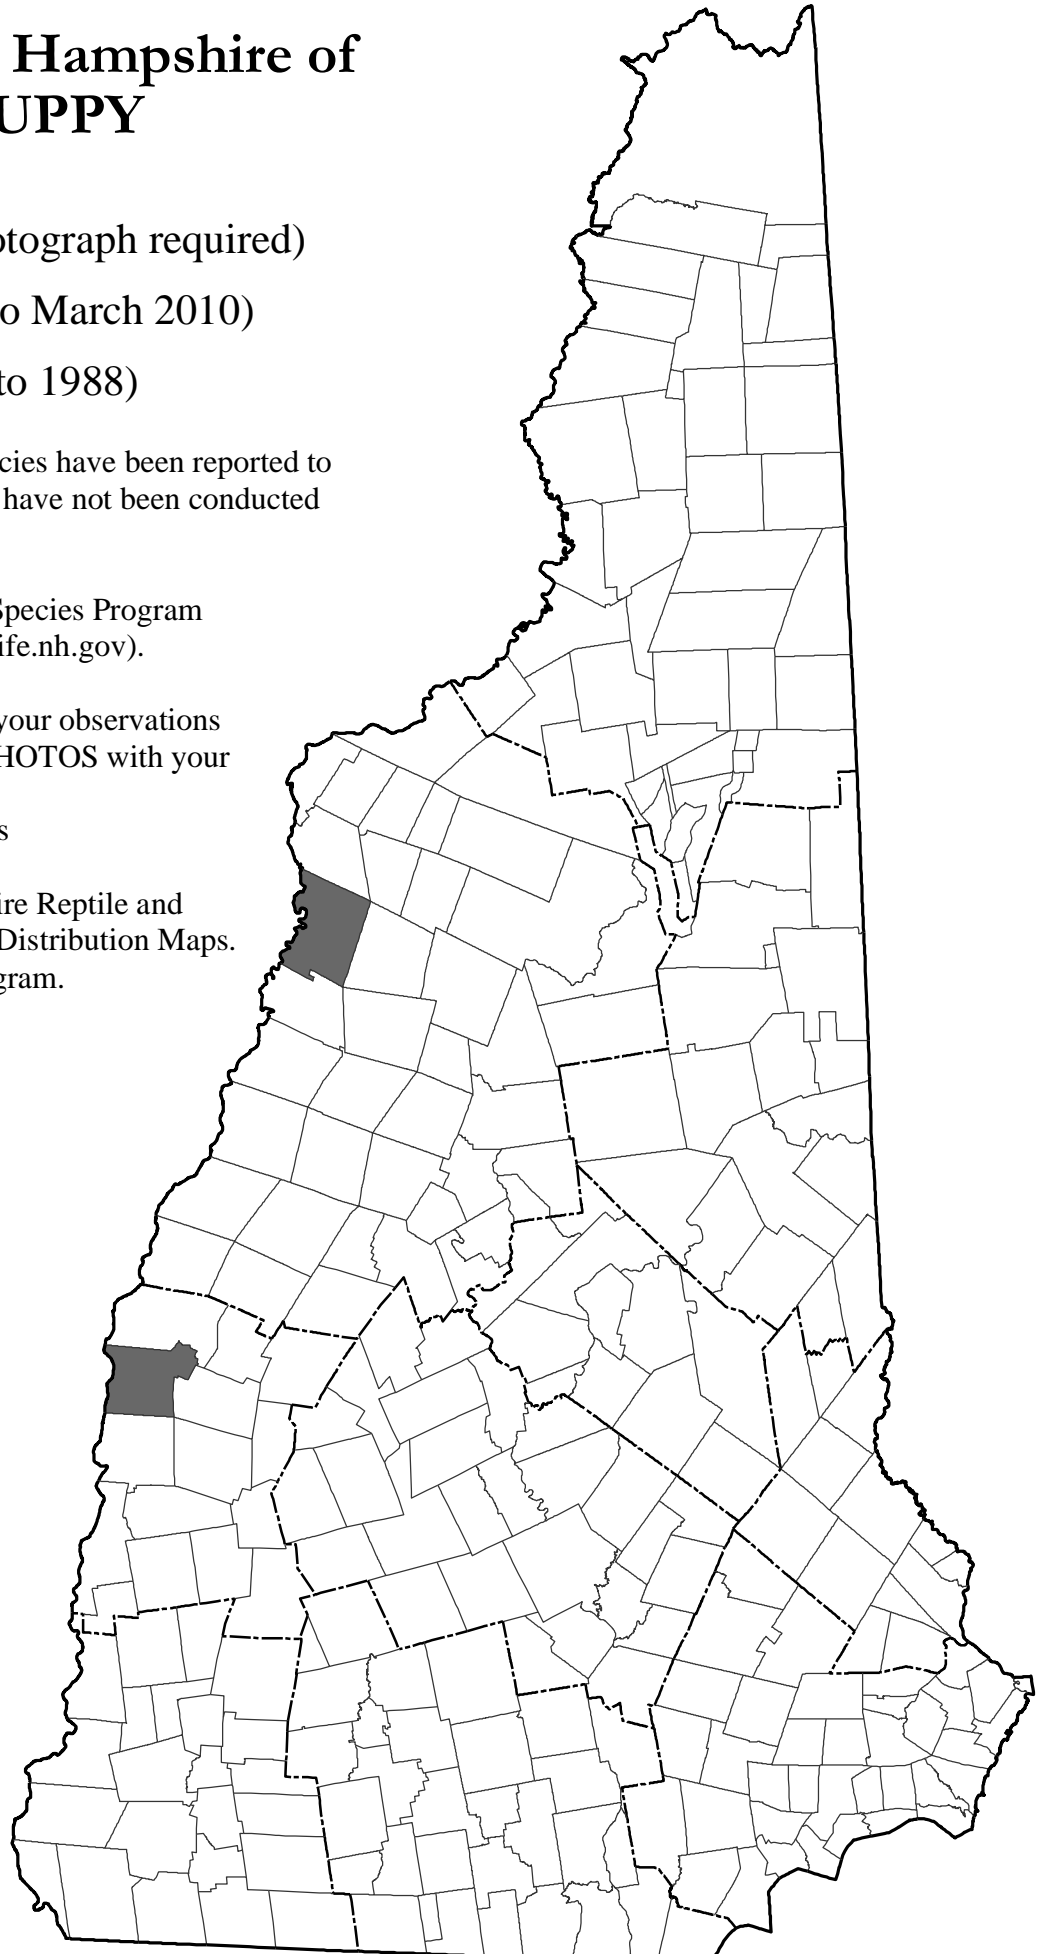 Hampshire of
UPPY
otograph required)
o March 2010)
to 1988)
cies have been reported to
have not been conducted
Species Program
ife.nh.gov).
your observations
HOTOS with your
s
ire Reptile and
Distribution Maps.
gram.